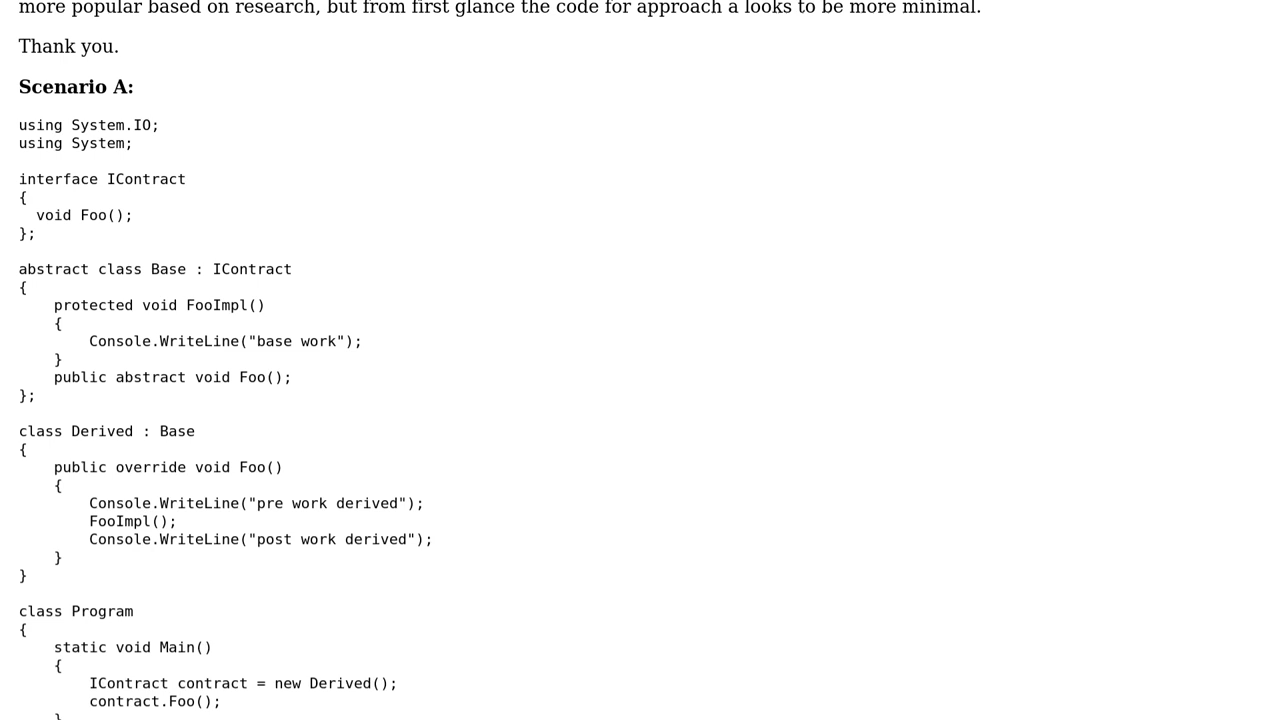 more popular based on research, but from first glance the code for approach a looks to be more minimal.
Thank you.
Scenario A:
using System.IO;
using System;
interface IContract
{
  void Foo();
};
abstract class Base : IContract
{
    protected void FooImpl()
    {
        Console.WriteLine("base work");
    }
    public abstract void Foo();
};
class Derived : Base
{
    public override void Foo()
    {
        Console.WriteLine("pre work derived");
        FooImpl();
        Console.WriteLine("post work derived");
    }
}
class Program
{
    static void Main()
    {
        IContract contract = new Derived();
        contract.Foo();
    }